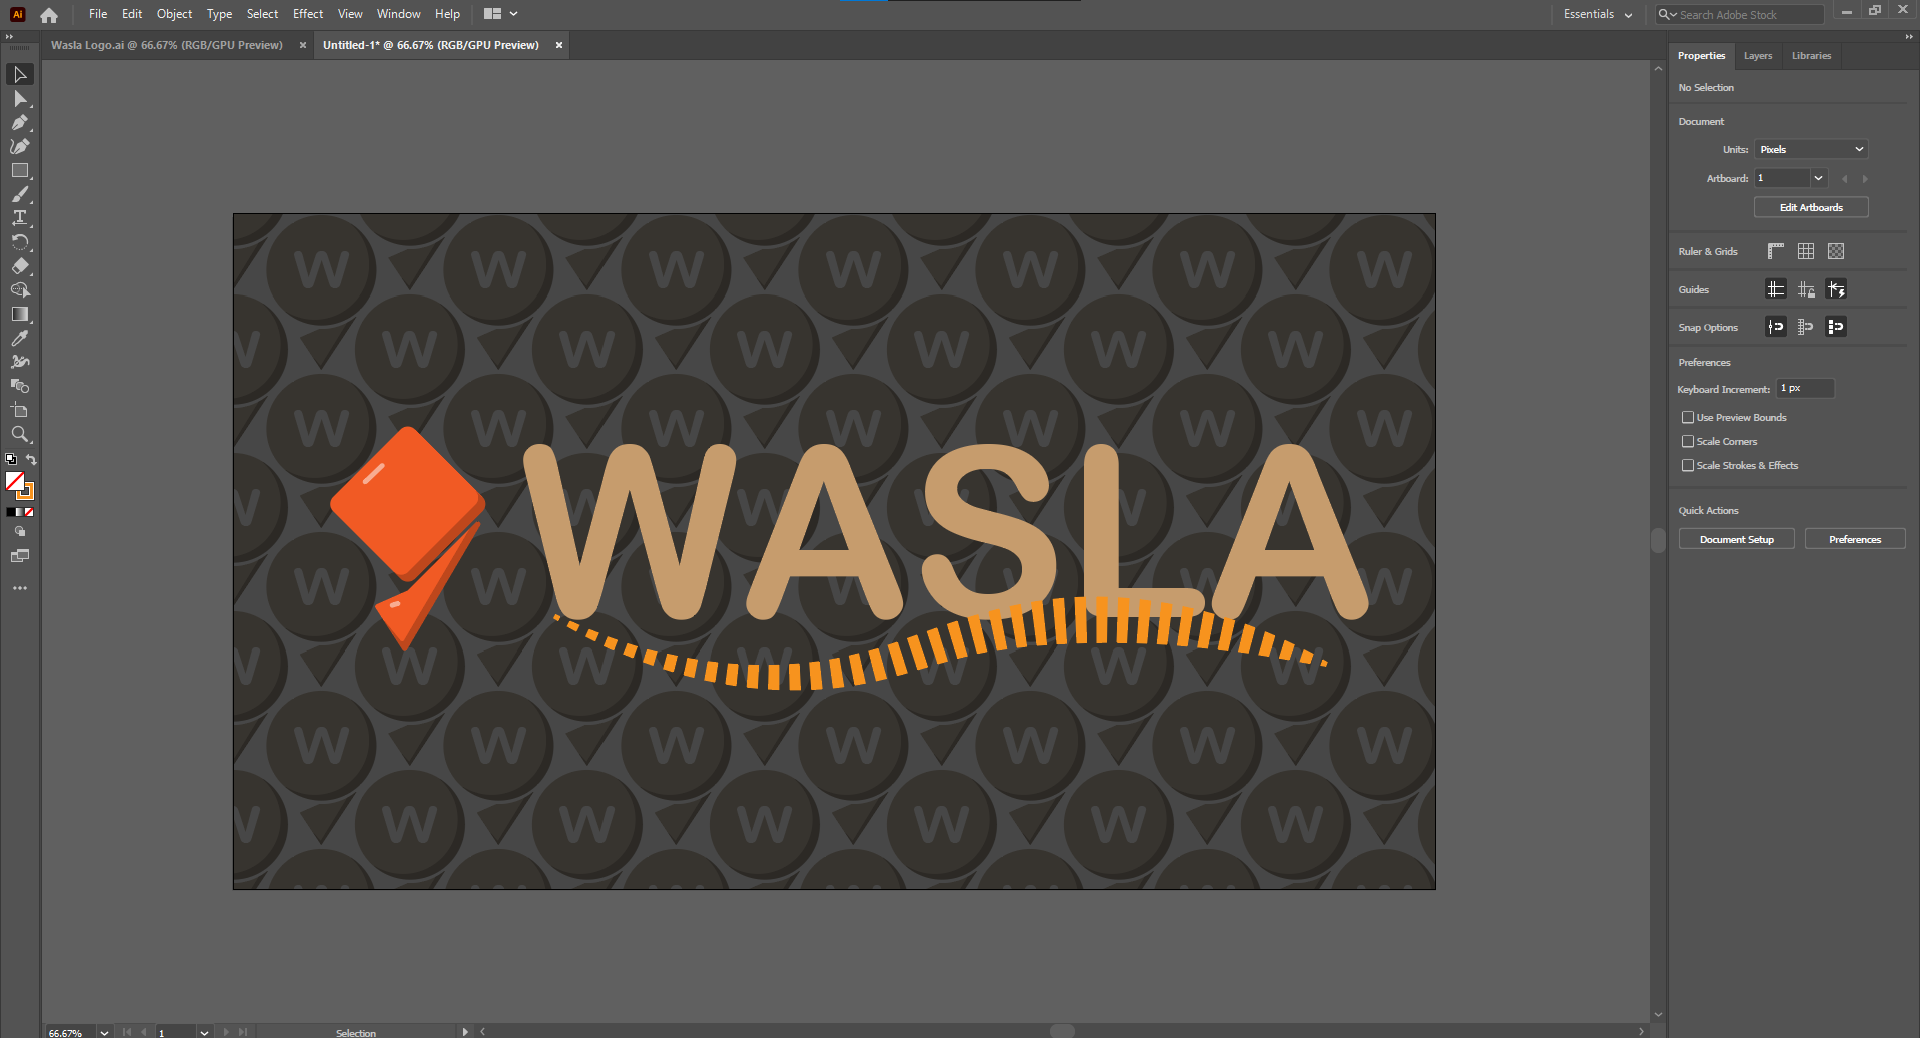 Ai File Edit Object Type Select Effect View Window Help Essentials Search Adobe Stock
Wasla Logo.ai @ 66.67% (RGB/GPU Preview) Untitled-1* @ 66.67% (RGB/GPU Preview)
Properties Layers Libraries
No Selection
Document
Units: Pixels
Artboard: 1
Edit Artboards
Ruler & Grids
Guides
Snap Options
Preferences
Keyboard Increment: 1 px
Use Preview Bounds
Scale Corners
Scale Strokes & Effects
Quick Actions
Document Setup Preferences
W W W W W W W
W W W W W W W
W W W W W W W
WASLA
W W W W W W W
W W W W W W W
W W W W W W W
66.67% 1 Selection